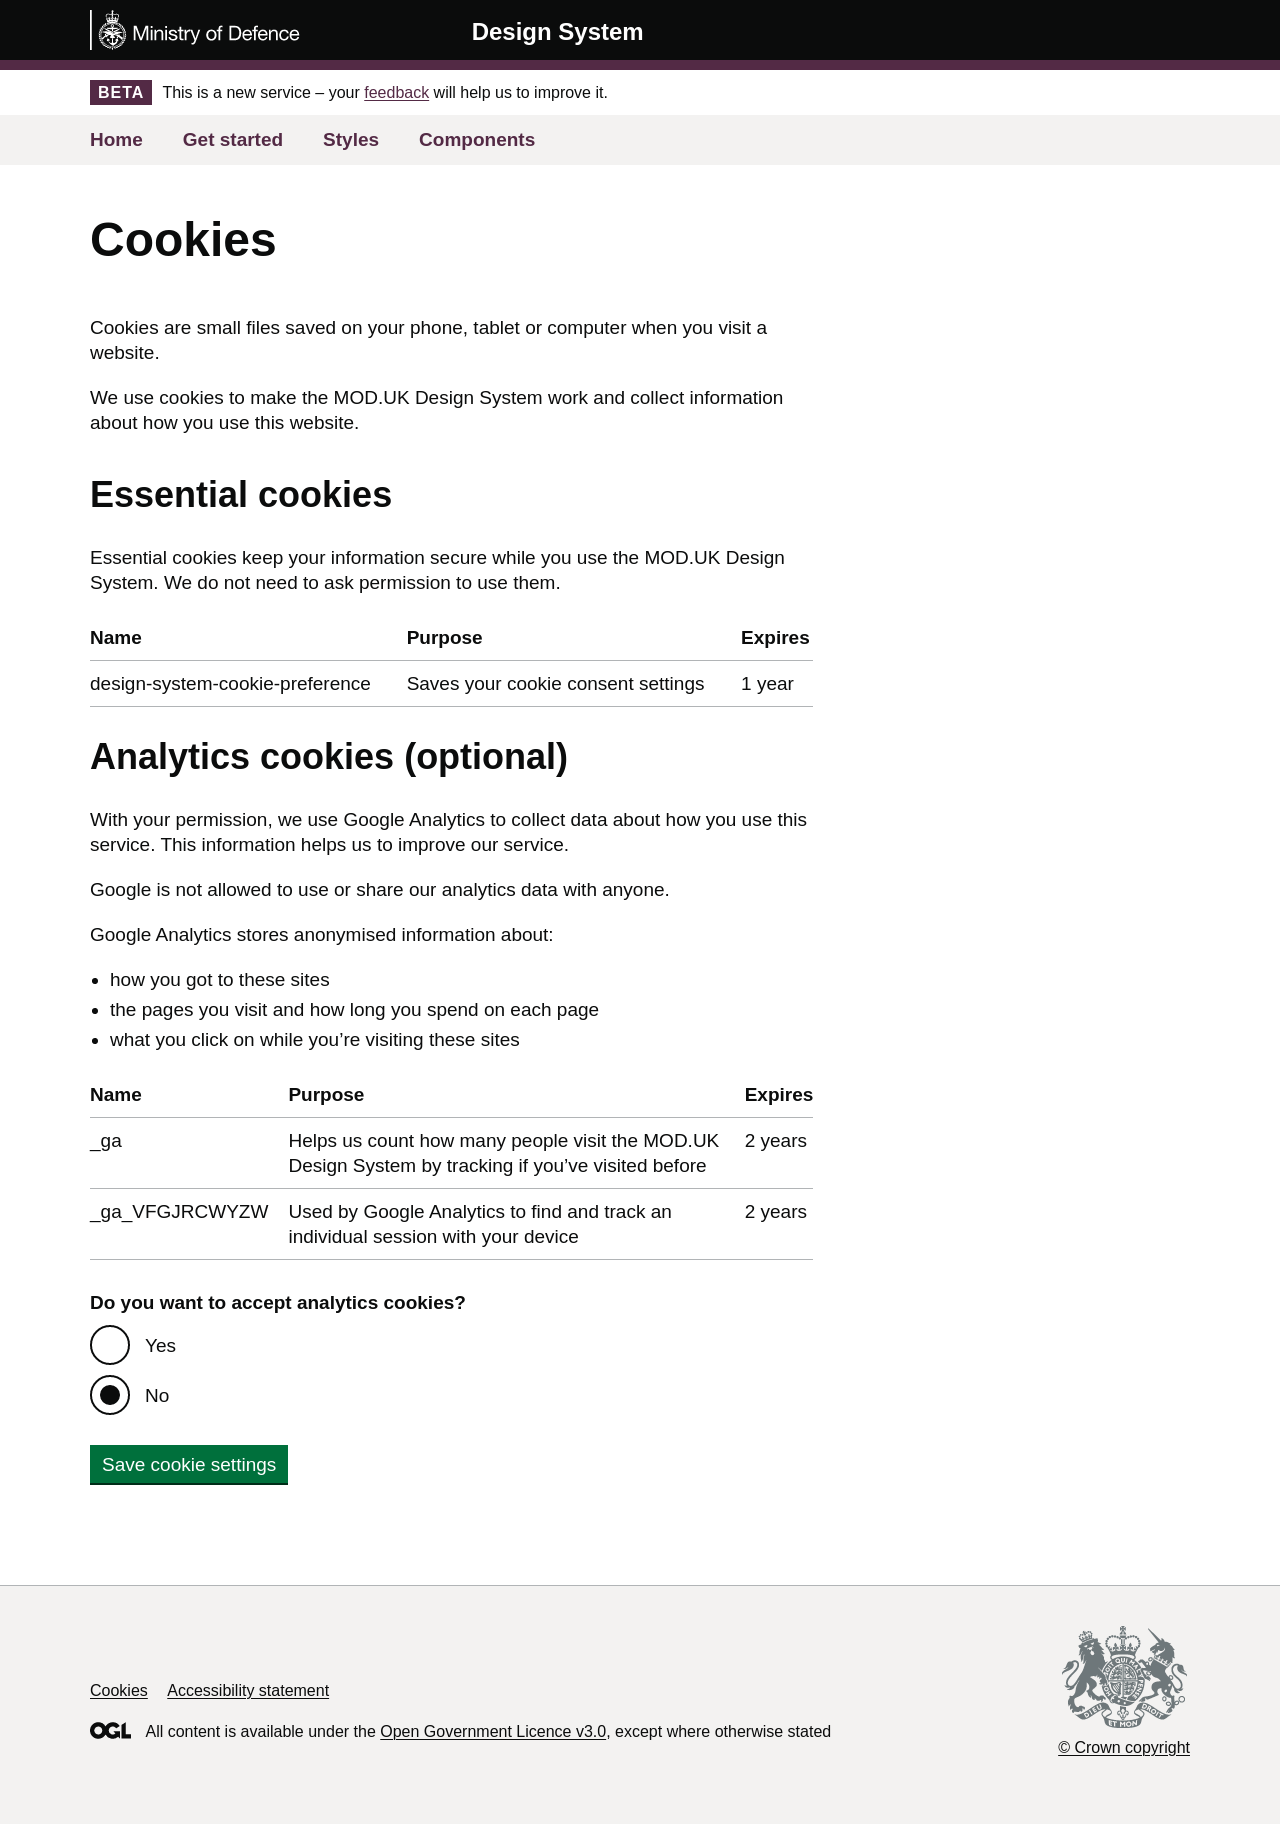 Ministry of Defence
Design System
BETA This is a new service – your feedback will help us to improve it.
Home Get started Styles Components
Cookies
Cookies are small files saved on your phone, tablet or computer when you visit a
website.
We use cookies to make the MOD.UK Design System work and collect information
about how you use this website.
Essential cookies
Essential cookies keep your information secure while you use the MOD.UK Design
System. We do not need to ask permission to use them.
Name Purpose Expires
design-system-cookie-preference Saves your cookie consent settings 1 year
Analytics cookies (optional)
With your permission, we use Google Analytics to collect data about how you use this
service. This information helps us to improve our service.
Google is not allowed to use or share our analytics data with anyone.
Google Analytics stores anonymised information about:
• how you got to these sites
• the pages you visit and how long you spend on each page
• what you click on while you’re visiting these sites
Name Purpose Expires
_ga Helps us count how many people visit the MOD.UK 2 years
Design System by tracking if you’ve visited before
_ga_VFGJRCWYZW Used by Google Analytics to find and track an 2 years
individual session with your device
Do you want to accept analytics cookies?
Yes
No
Save cookie settings
Cookies Accessibility statement
OGL All content is available under the Open Government Licence v3.0, except where otherwise stated
DIEU ET MON DROIT
© Crown copyright